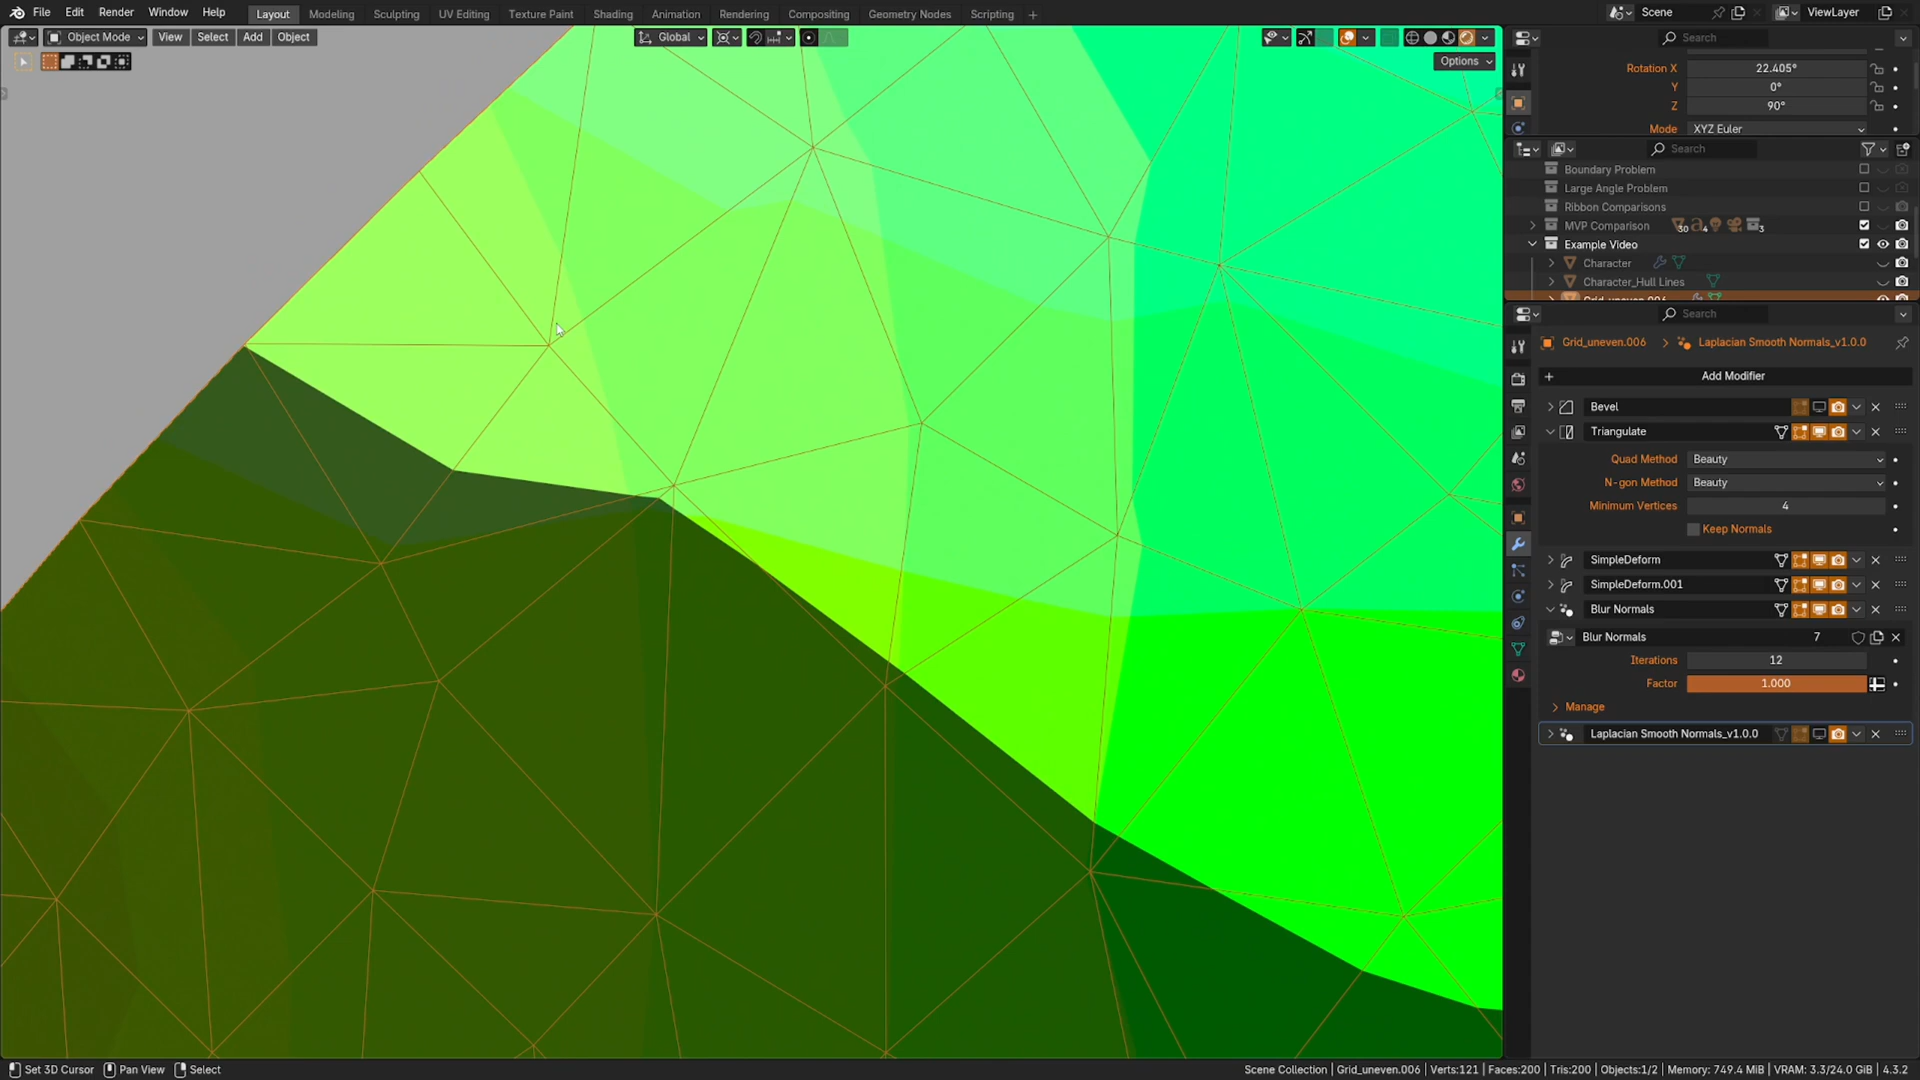 File Edit Render Window Help Layout Modeling Sculpting UV Editing Texture Paint Shading Animation Rendering Compositing Geometry Nodes Scripting + Scene ViewLayer
Object Mode View Select Add Object Global Search
Options
Rotation X 22.405°
Y 0°
Z 90°
Mode XYZ Euler
Search
Boundary Problem
Large Angle Problem
Ribbon Comparisons
MVP Comparison 30 4 3
Example Video
Character
Character_Hull Lines
Grid_uneven.006
Search
Grid_uneven.006 Laplacian Smooth Normals_v1.0.0
+ Add Modifier
Bevel
Triangulate
Quad Method Beauty
N-gon Method Beauty
Minimum Vertices 4
Keep Normals
SimpleDeform
SimpleDeform.001
Blur Normals
Blur Normals 7
Iterations 12
Factor 1.000
Manage
Laplacian Smooth Normals_v1.0.0
Set 3D Cursor Pan View Select Scene Collection | Grid_uneven.006 | Verts:121 | Faces:200 | Tris:200 | Objects:1/2 | Memory: 749.4 MiB | VRAM: 3.3/24.0 GiB | 4.3.2